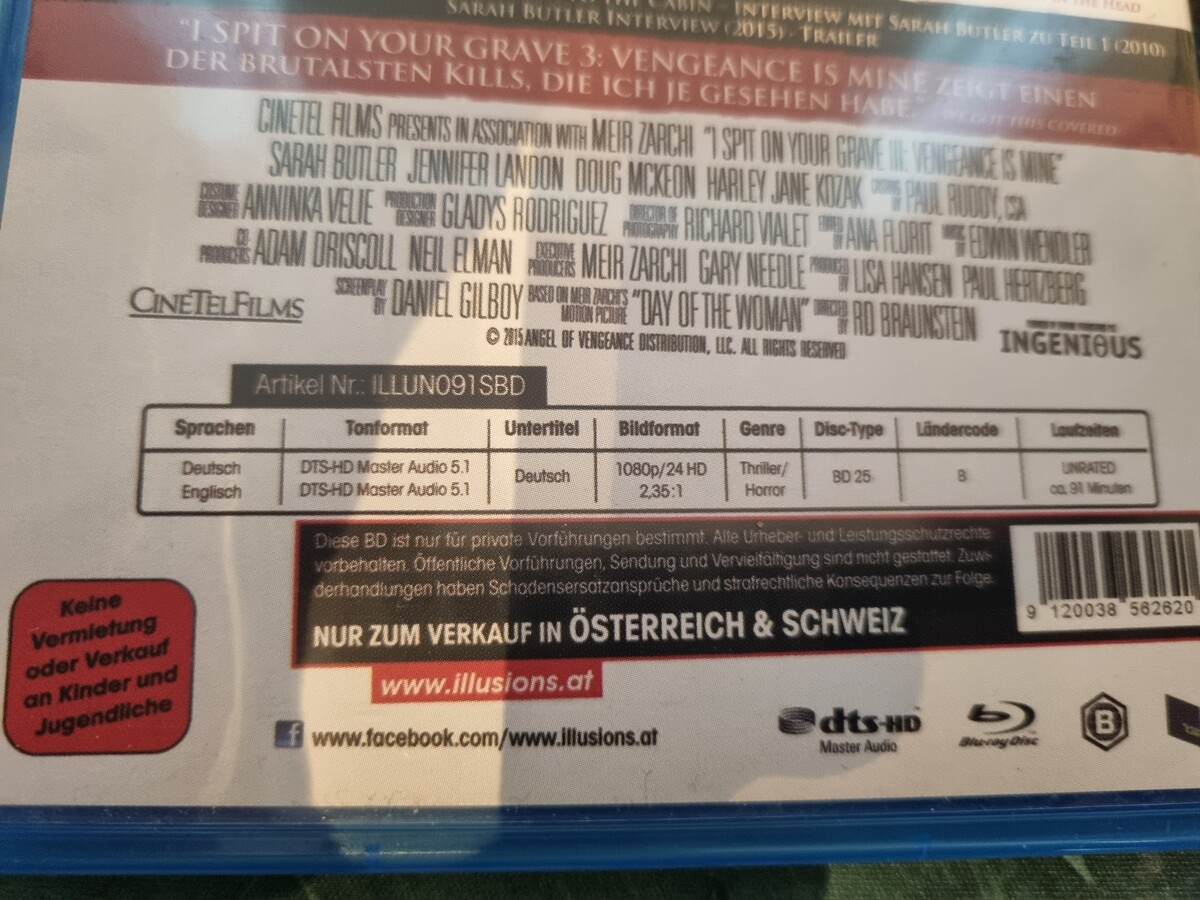 THE CABIN - INTERVIEW MIT SARAH BUTLER ZU TEIL 1 (2010)
SARAH BUTLER INTERVIEW (2015) - TRAILER
THE HEAD
"I SPIT ON YOUR GRAVE 3: VENGEANCE IS MINE ZEIGT EINEN
DER BRUTALSTEN KILLS, DIE ICH JE GESEHEN HABE."
WE GOT THIS COVERED
CINETEL FILMS PRESENTS IN ASSOCIATION WITH MEIR ZARCHI "I SPIT ON YOUR GRAVE III: VENGEANCE IS MINE"
SARAH BUTLER JENNIFER LANDON DOUG MCKEON HARLEY JANE KOZAK CASTING BY PAUL RUDDY, CSA
COSTUME DESIGNER ANNINKA VELIE PRODUCTION DESIGNER GLADYS RODRIGUEZ DIRECTOR OF PHOTOGRAPHY RICHARD VIALET EDITED BY ANA FLORIT MUSIC BY EDWIN WENDLER
CO-PRODUCERS ADAM DRISCOLL NEIL ELMAN EXECUTIVE PRODUCERS MEIR ZARCHI GARY NEEDLE PRODUCED BY LISA HANSEN PAUL HERTZBERG
SCREENPLAY BY DANIEL GILBOY BASED ON MEIR ZARCHI'S MOTION PICTURE "DAY OF THE WOMAN" DIRECTED BY RD BRAUNSTEIN
CINETELFILMS
© 2015 ANGEL OF VENGEANCE DISTRIBUTION, LLC. ALL RIGHTS RESERVED
INGENIOUS
Artikel Nr.: ILLUN091SBD
Sprachen Tonformat Untertitel Bildformat Genre Disc-Type Ländercode Laufzeiten
Deutsch DTS-HD Master Audio 5.1 Deutsch 1080p/24 HD Thriller/ BD 25 B UNRATED
Englisch DTS-HD Master Audio 5.1 2,35:1 Horror ca. 91 Minuten
Diese BD ist nur für private Vorführungen bestimmt. Alle Urheber- und Leistungsschutzrechte
vorbehalten. Öffentliche Vorführungen, Sendung und Vervielfältigung sind nicht gestattet. Zuwi-
derhandlungen haben Schadensersatzansprüche und strafrechtliche Konsequenzen zur Folge.
NUR ZUM VERKAUF IN ÖSTERREICH & SCHWEIZ
9 120038 562620
Keine
Vermietung
oder Verkauf
an Kinder und
Jugendliche
www.illusions.at
www.facebook.com/www.illusions.at
dts-HD
Master Audio
Blu-ray Disc
B